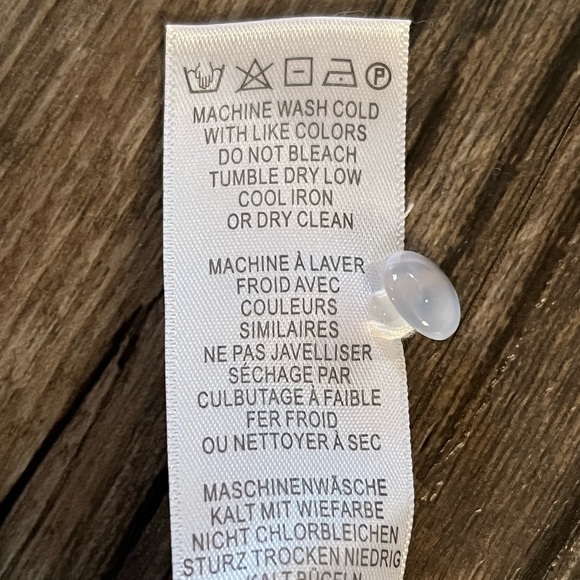 P
MACHINE WASH COLD
WITH LIKE COLORS
DO NOT BLEACH
TUMBLE DRY LOW
COOL IRON
OR DRY CLEAN
MACHINE À LAVER
FROID AVEC
COULEURS
SIMILAIRES
NE PAS JAVELLISER
SÉCHAGE PAR
CULBUTAGE À FAIBLE
FER FROID
OU NETTOYER À SEC
MASCHINENWÄSCHE
KALT MIT WIEFARBE
NICHT CHLORBLEICHEN
STURZ TROCKEN NIEDRIG
KALT BÜGELN